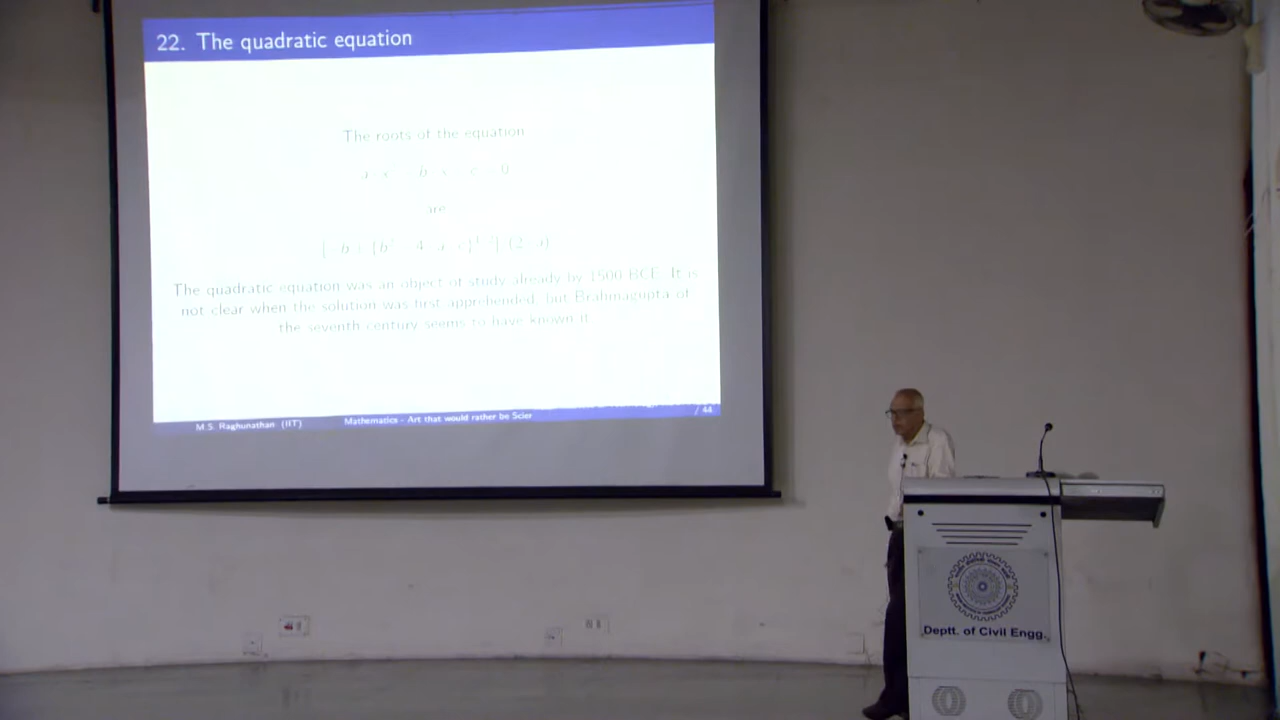 22. The quadratic equation
The roots of the equation
are
The quadratic equation was an object of study already by 1500 BCE. It is
not clear when the solution was first apprehended, but Brahmagupta of
the seventh century seems to have known it.
M.S. Raghunathan (IIT) Mathematics - Art that would rather be Scier / 44
Deptt. of Civil Engg.